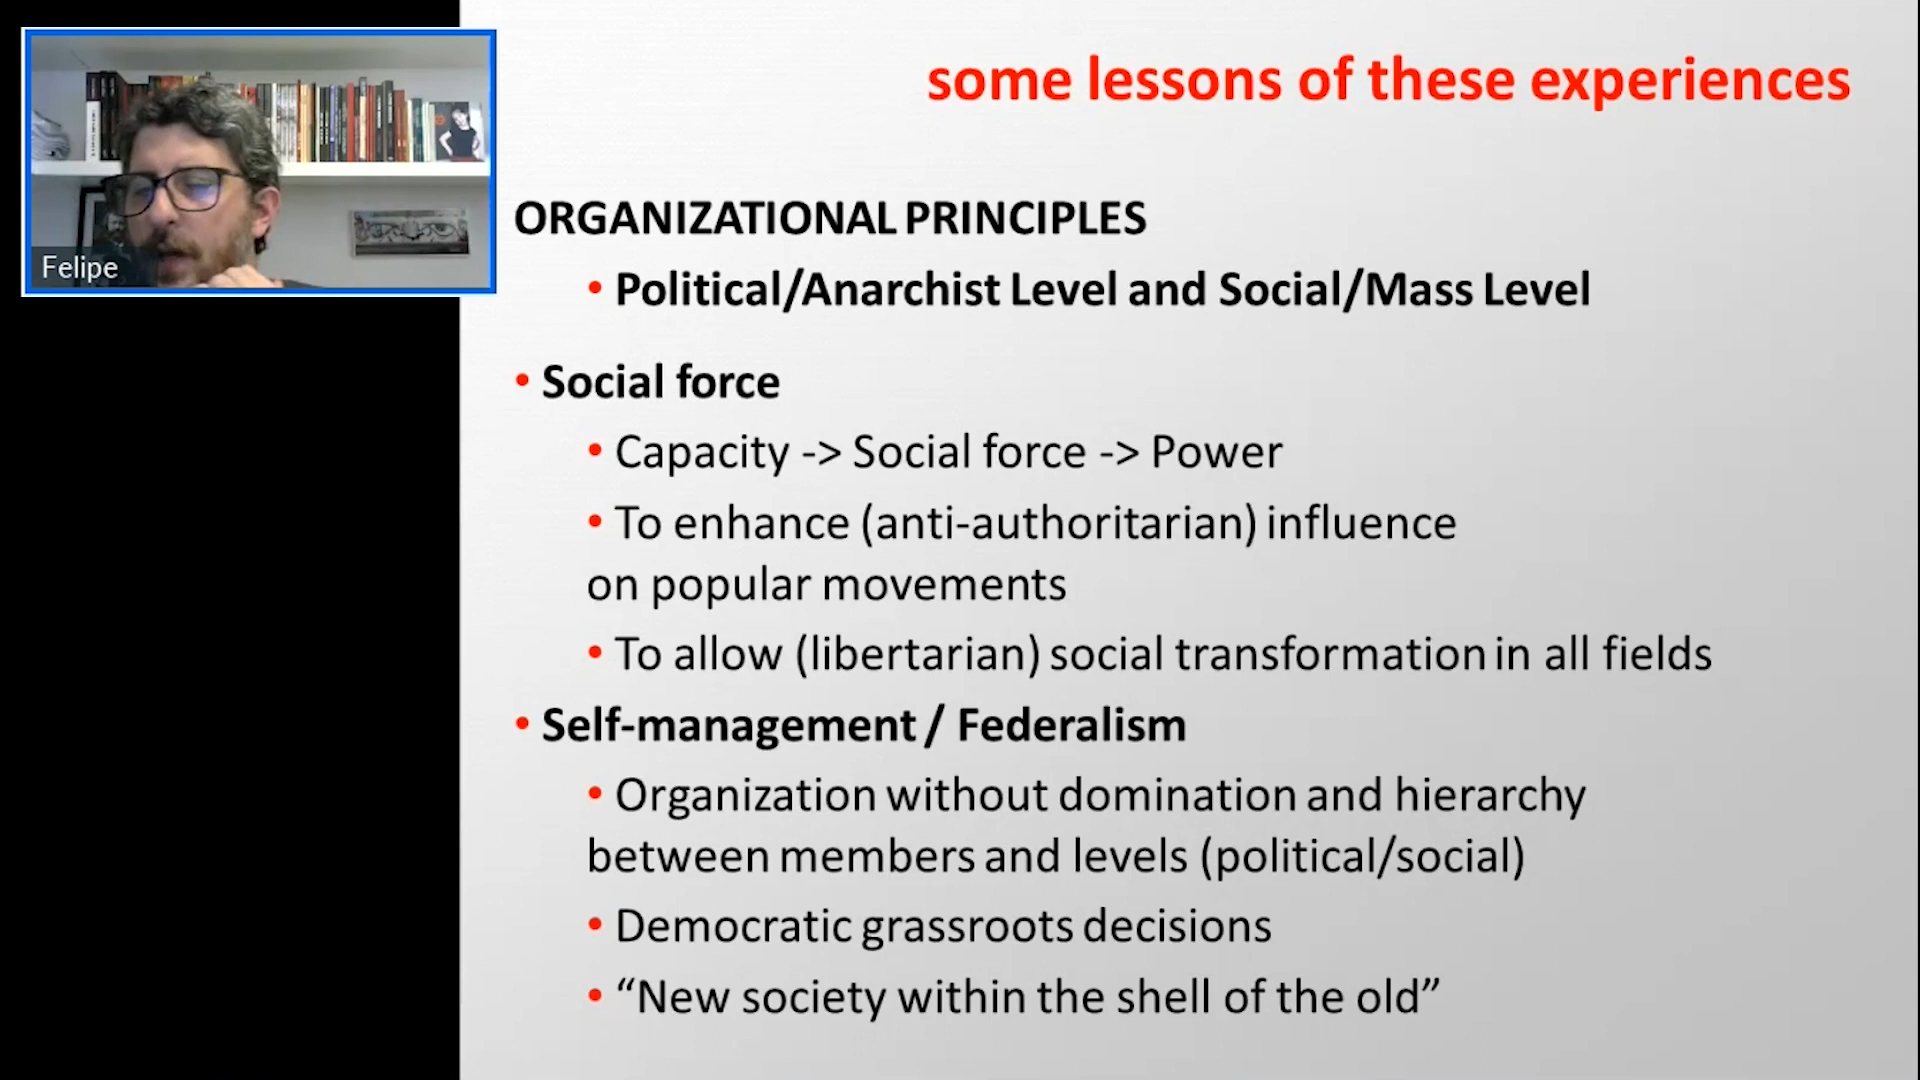 some lessons of these experiences
Felipe
ORGANIZATIONAL PRINCIPLES
• Political/Anarchist Level and Social/Mass Level
• Social force
• Capacity -> Social force -> Power
• To enhance (anti-authoritarian) influence
on popular movements
• To allow (libertarian) social transformation in all fields
• Self-management / Federalism
• Organization without domination and hierarchy
between members and levels (political/social)
• Democratic grassroots decisions
• “New society within the shell of the old”